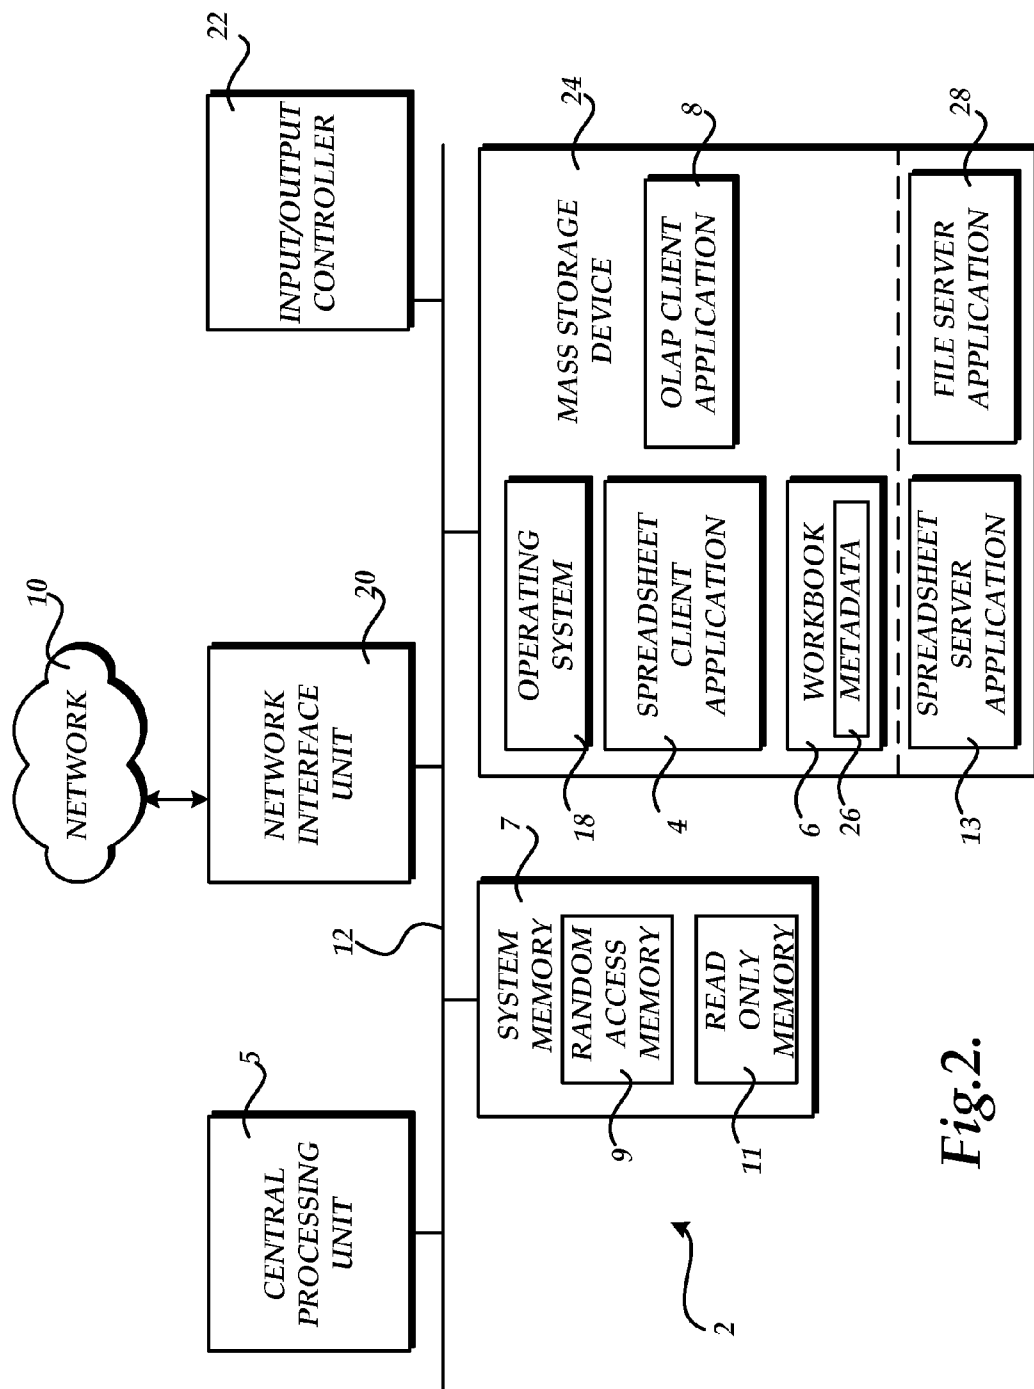 NETWORK
10
CENTRAL
PROCESSING
UNIT
5
NETWORK
INTERFACE
UNIT
20
INPUT/OUTPUT
CONTROLLER
22
12
SYSTEM
MEMORY
7
RANDOM
ACCESS
MEMORY
9
READ
ONLY
MEMORY
11
MASS STORAGE
DEVICE
24
OPERATING
SYSTEM
18
SPREADSHEET
CLIENT
APPLICATION
4
OLAP CLIENT
APPLICATION
8
WORKBOOK
6
METADATA
26
SPREADSHEET
SERVER
APPLICATION
13
FILE SERVER
APPLICATION
28
2
Fig.2.